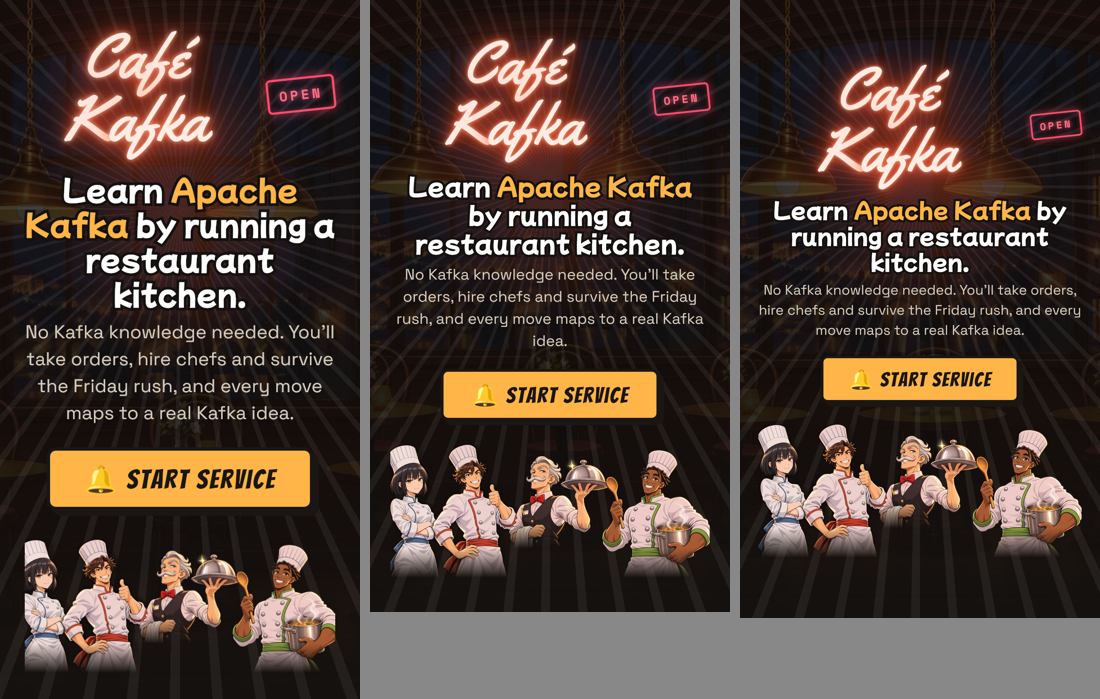 Café
Kafka
OPEN
Learn Apache
Kafka by running a
restaurant
kitchen.
No Kafka knowledge needed. You'll
take orders, hire chefs and survive
the Friday rush, and every move
maps to a real Kafka idea.
START SERVICE
Café
Kafka
OPEN
Learn Apache Kafka
by running a
restaurant kitchen.
No Kafka knowledge needed. You'll take
orders, hire chefs and survive the Friday
rush, and every move maps to a real Kafka
idea.
START SERVICE
Café
Kafka
OPEN
Learn Apache Kafka by
running a restaurant
kitchen.
No Kafka knowledge needed. You'll take orders,
hire chefs and survive the Friday rush, and every
move maps to a real Kafka idea.
START SERVICE